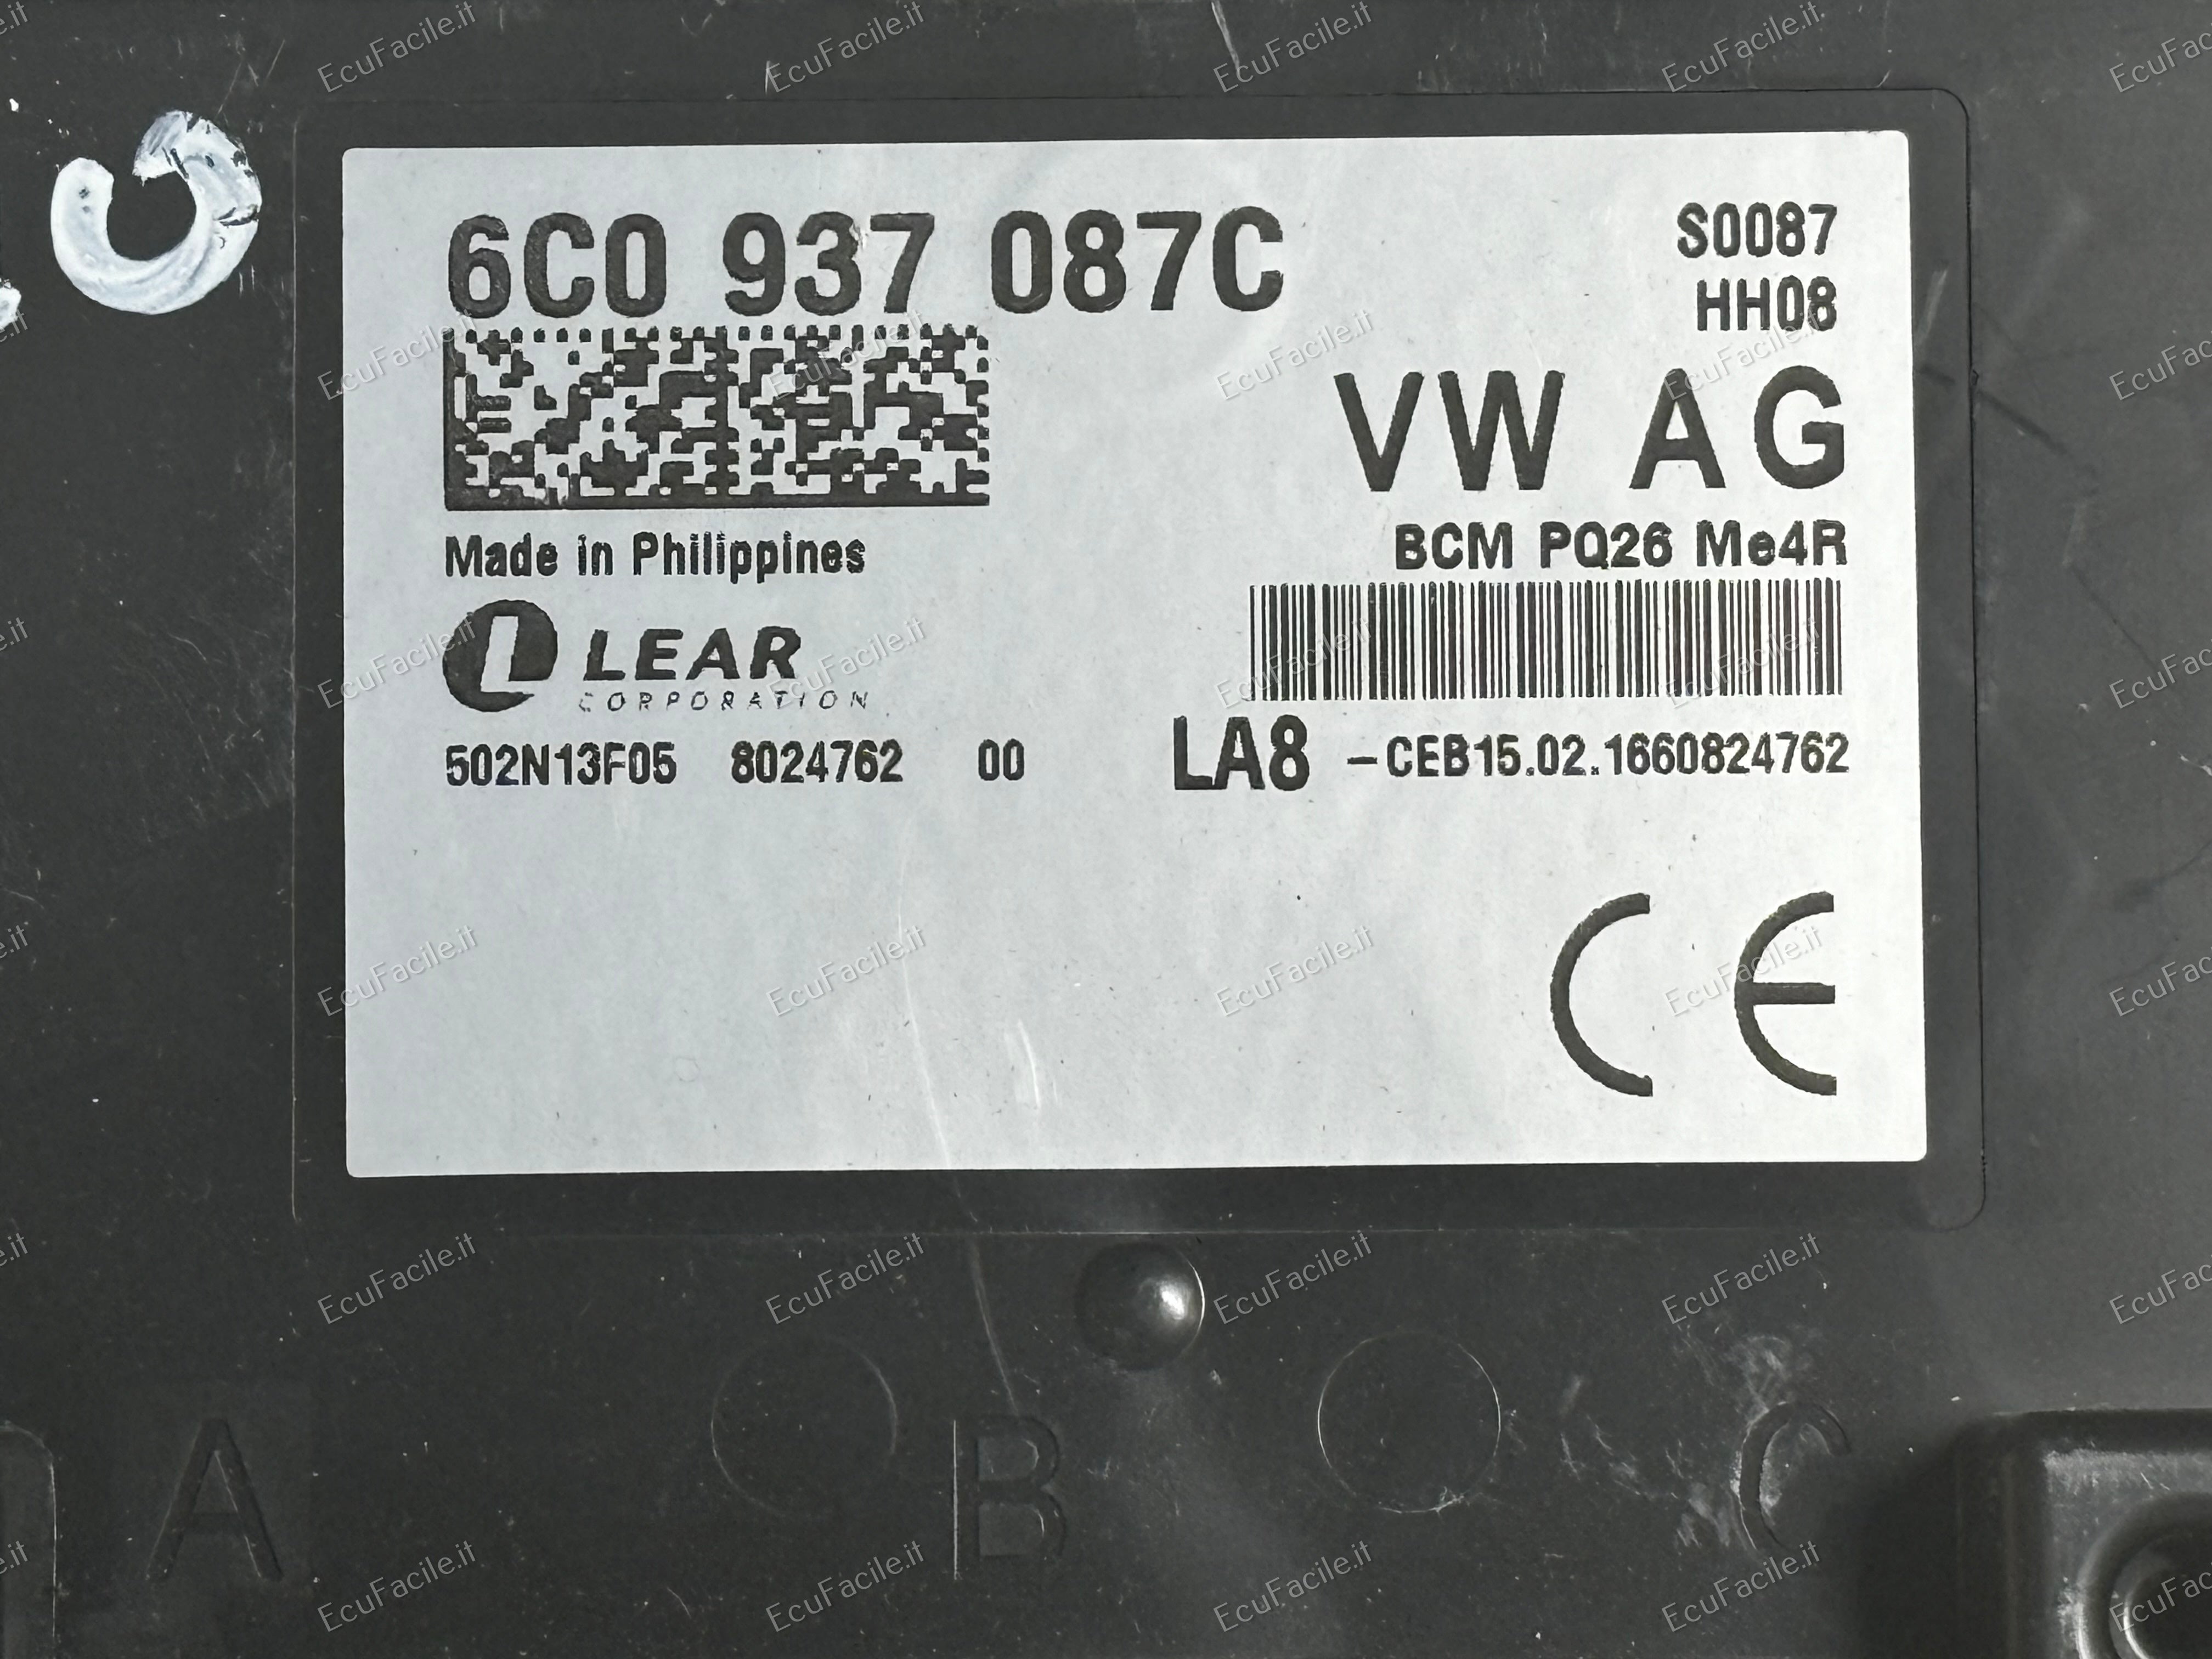 6C0 937 087C
S0087
HH08
VW AG
BCM PQ26 Me4R
Made in Philippines
LEAR
CORPORATION
502N13F05 8024762 00
LA8 -CEB15.02.1660824762
CE
A B C
EcuFacile.it